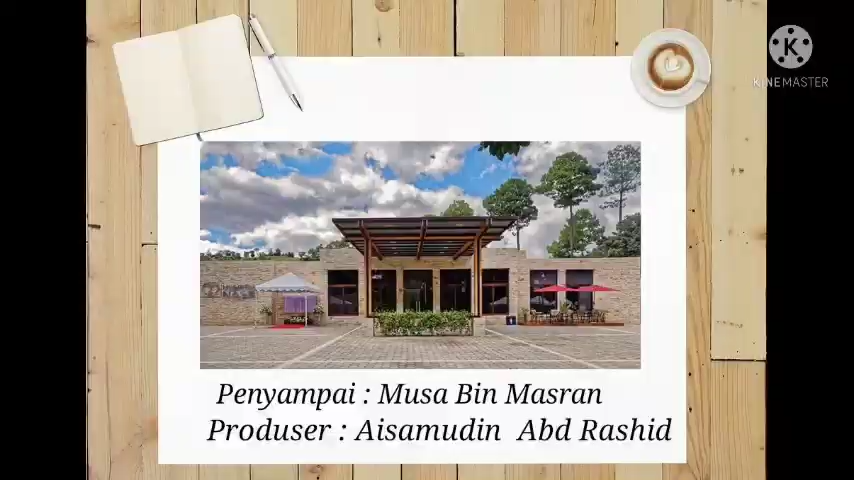 KINEMASTER
Penyampai : Musa Bin Masran
Produser : Aisamudin Abd Rashid